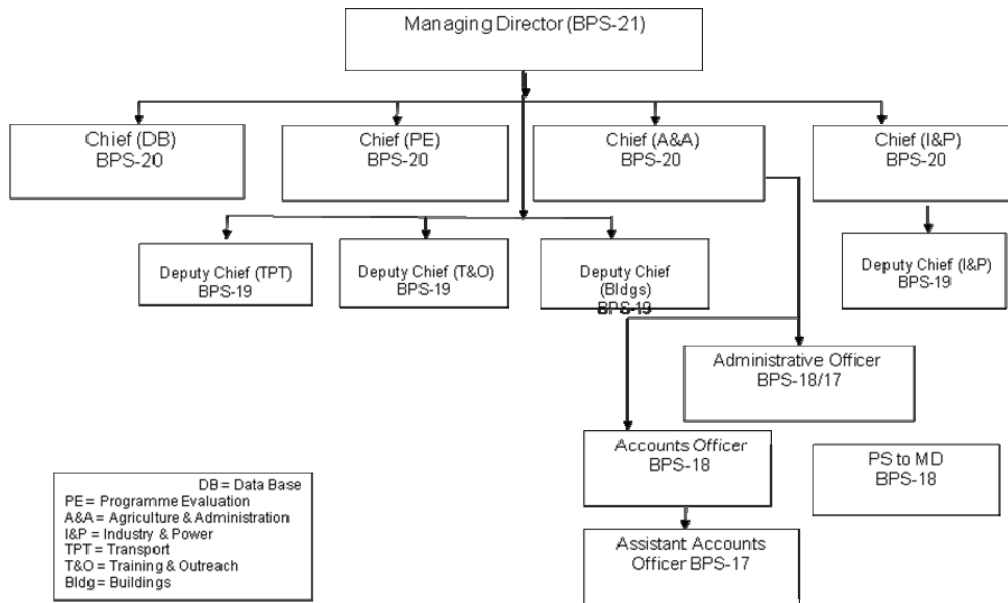 Managing Director (BPS-21)
Chief (DB)
BPS-20
Chief (PE)
BPS-20
Chief (A&A)
BPS-20
Chief (I&P)
BPS-20
Deputy Chief (TPT)
BPS-19
Deputy Chief (T&O)
BPS-19
Deputy Chief
(Bldgs)
BPS-19
Deputy Chief (I&P)
BPS-19
Administrative Officer
BPS-18/17
Accounts Officer
BPS-18
PS to MD
BPS-18
Assistant Accounts
Officer BPS-17
DB = Data Base
PE = Programme Evaluation
A&A = Agriculture & Administration
I&P = Industry & Power
TPT = Transport
T&O = Training & Outreach
Bldg = Buildings